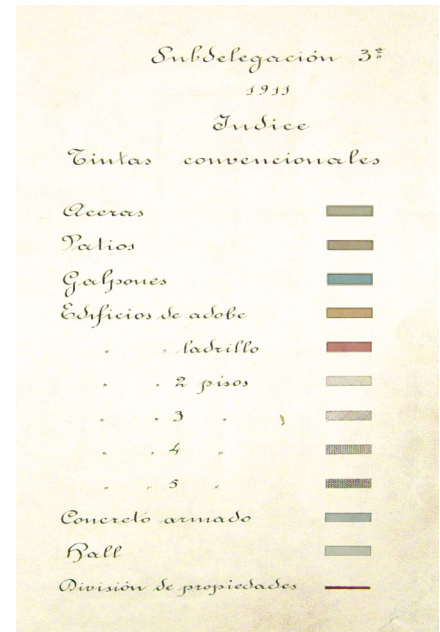 Subdelegación 3ª
1911
Indice
Tintas convencionales
Aceras
Patios
Galpones
Edificios de adobe
" " ladrillo
" " 2 pisos
" " 3 "
" " 4 "
" " 5 "
Concreto armado
Hall
División de propiedades